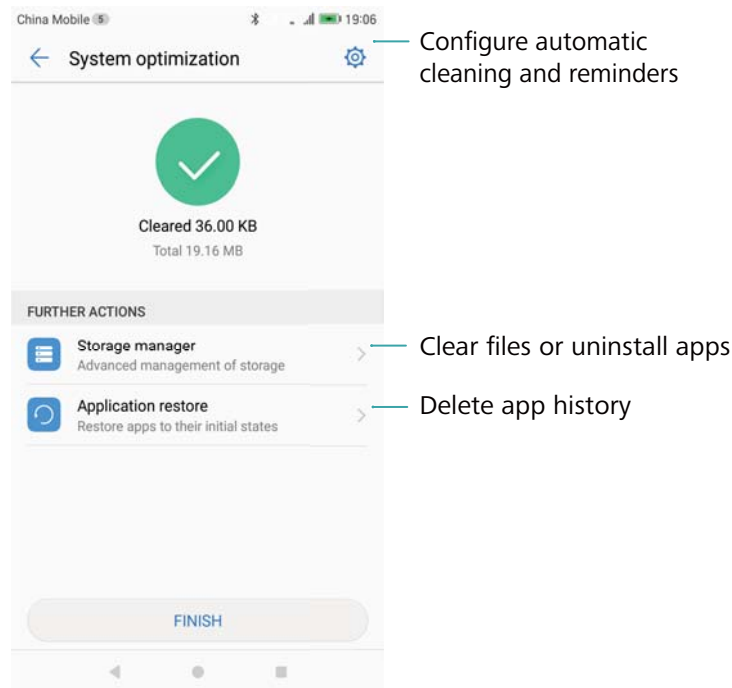 China Mobile 5 19:06
System optimization
Configure automatic
cleaning and reminders
Cleared 36.00 KB
Total 19.16 MB
FURTHER ACTIONS
Storage manager
Advanced management of storage
Clear files or uninstall apps
Application restore
Restore apps to their initial states
Delete app history
FINISH